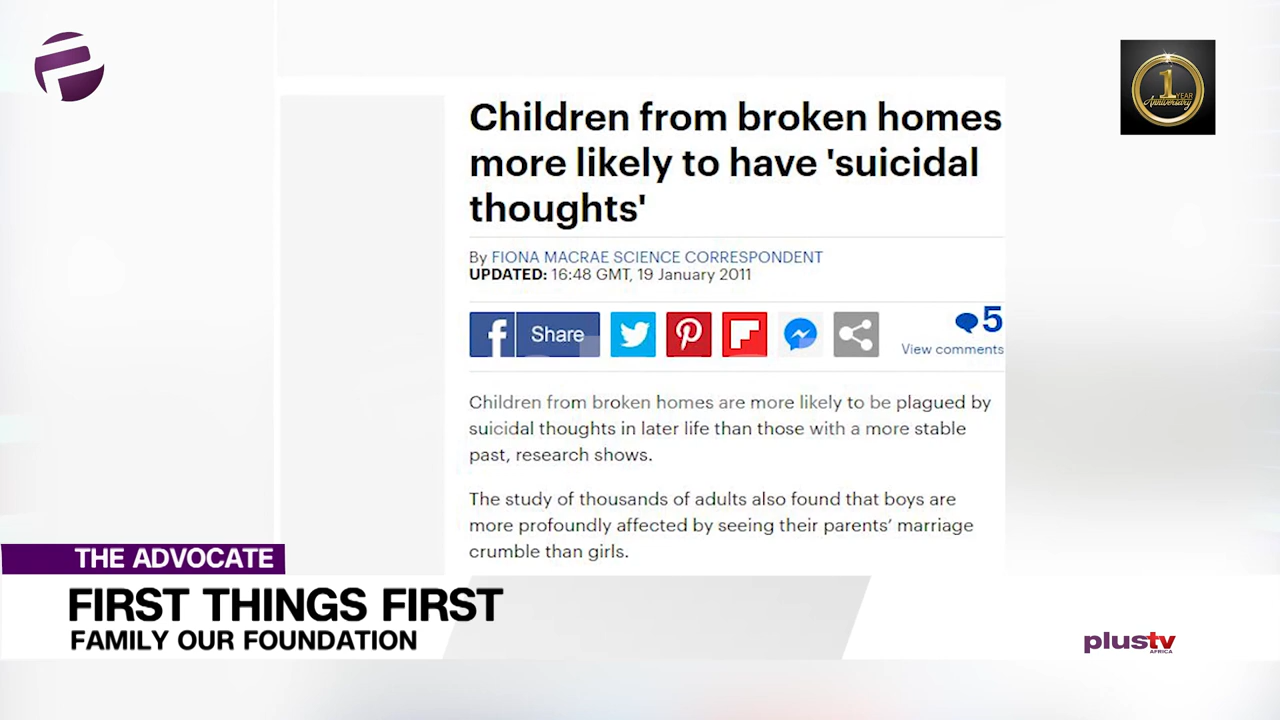 1 YEAR
Anniversary
Children from broken homes
more likely to have 'suicidal
thoughts'
By FIONA MACRAE SCIENCE CORRESPONDENT
UPDATED: 16:48 GMT, 19 January 2011
f Share
5
View comments
Children from broken homes are more likely to be plagued by
suicidal thoughts in later life than those with a more stable
past, research shows.
The study of thousands of adults also found that boys are
more profoundly affected by seeing their parents’ marriage
crumble than girls.
THE ADVOCATE
FIRST THINGS FIRST
FAMILY OUR FOUNDATION
plustv
AFRICA